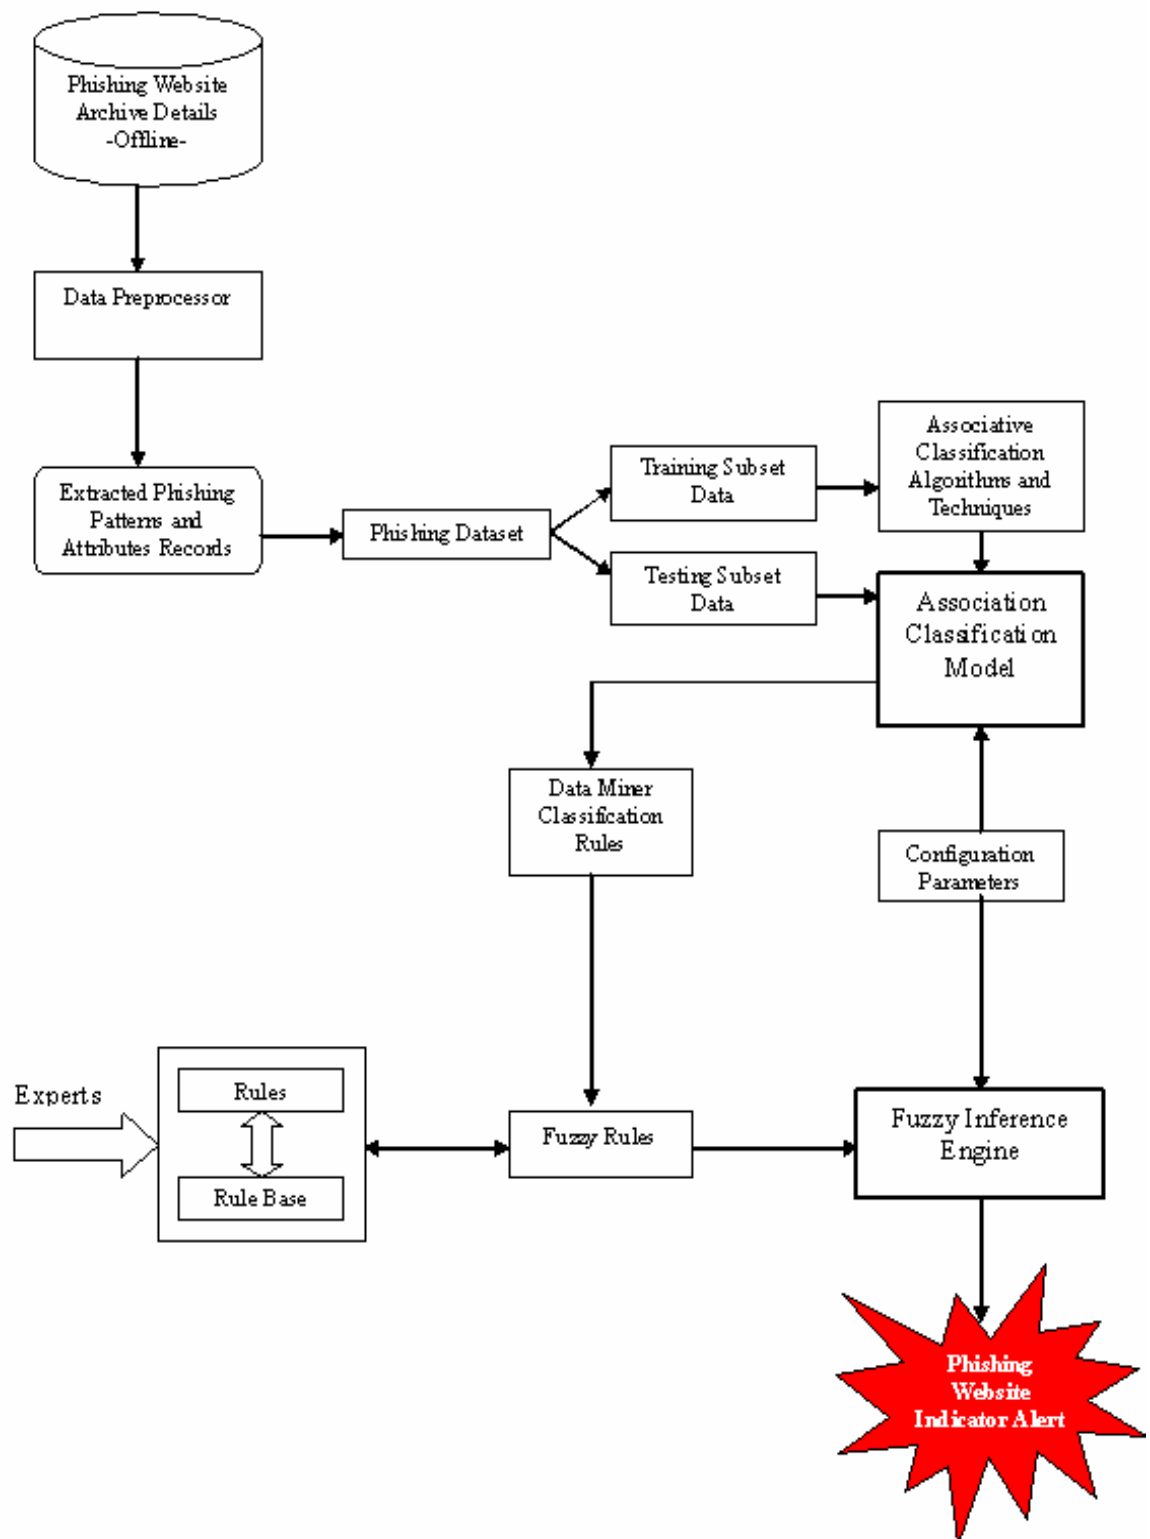 Phishing Website
Archive Details
-Offline-
Data Preprocessor
Extracted Phishing
Patterns and
Attributes Records
Phishing Dataset
Training Subset
Data
Testing Subset
Data
Associative
Classification
Algorithms and
Techniques
Association
Classification
Model
Data Miner
Classification
Rules
Configuration
Parameters
Experts
Rules
Rule Base
Fuzzy Rules
Fuzzy Inference
Engine
Phishing
Website
Indicator Alert